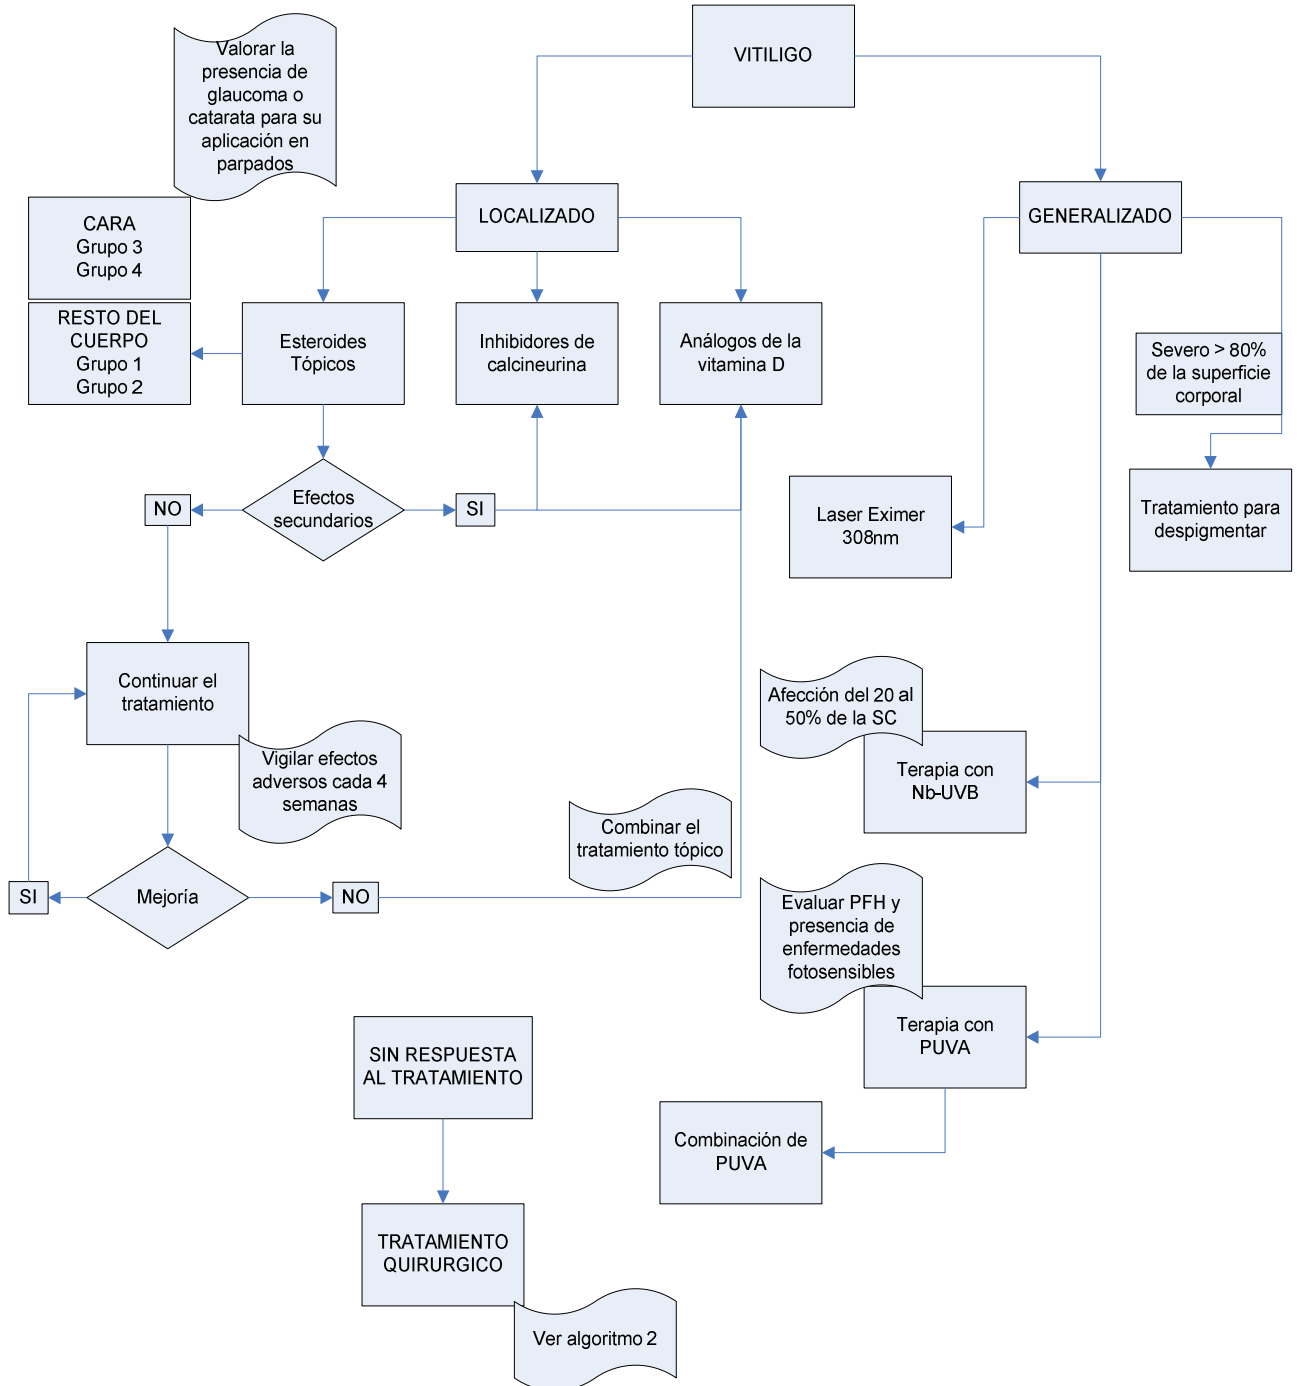 VITILIGO
Valorar la
presencia de
glaucoma o
catarata para su
aplicación en
parpados
LOCALIZADO
GENERALIZADO
CARA
Grupo 3
Grupo 4
RESTO DEL
CUERPO
Grupo 1
Grupo 2
Esteroides
Tópicos
Inhibidores de
calcineurina
Análogos de la
vitamina D
Severo > 80%
de la superficie
corporal
Efectos
secundarios
NO
SI
Laser Eximer
308nm
Tratamiento para
despigmentar
Continuar el
tratamiento
Vigilar efectos
adversos cada 4
semanas
Afección del 20 al
50% de la SC
Terapia con
Nb-UVB
Combinar el
tratamiento tópico
SI
Mejoría
NO
Evaluar PFH y
presencia de
enfermedades
fotosensibles
Terapia con
PUVA
SIN RESPUESTA
AL TRATAMIENTO
Combinación de
PUVA
TRATAMIENTO
QUIRURGICO
Ver algoritmo 2